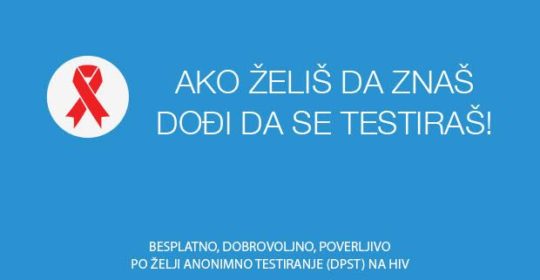 AKO ŽELIŠ DA ZNAŠ
DOĐI DA SE TESTIRAŠ!
BESPLATNO, DOBROVOLJNO, POVERLJIVO
PO ŽELJI ANONIMNO TESTIRANJE (DPST) NA HIV